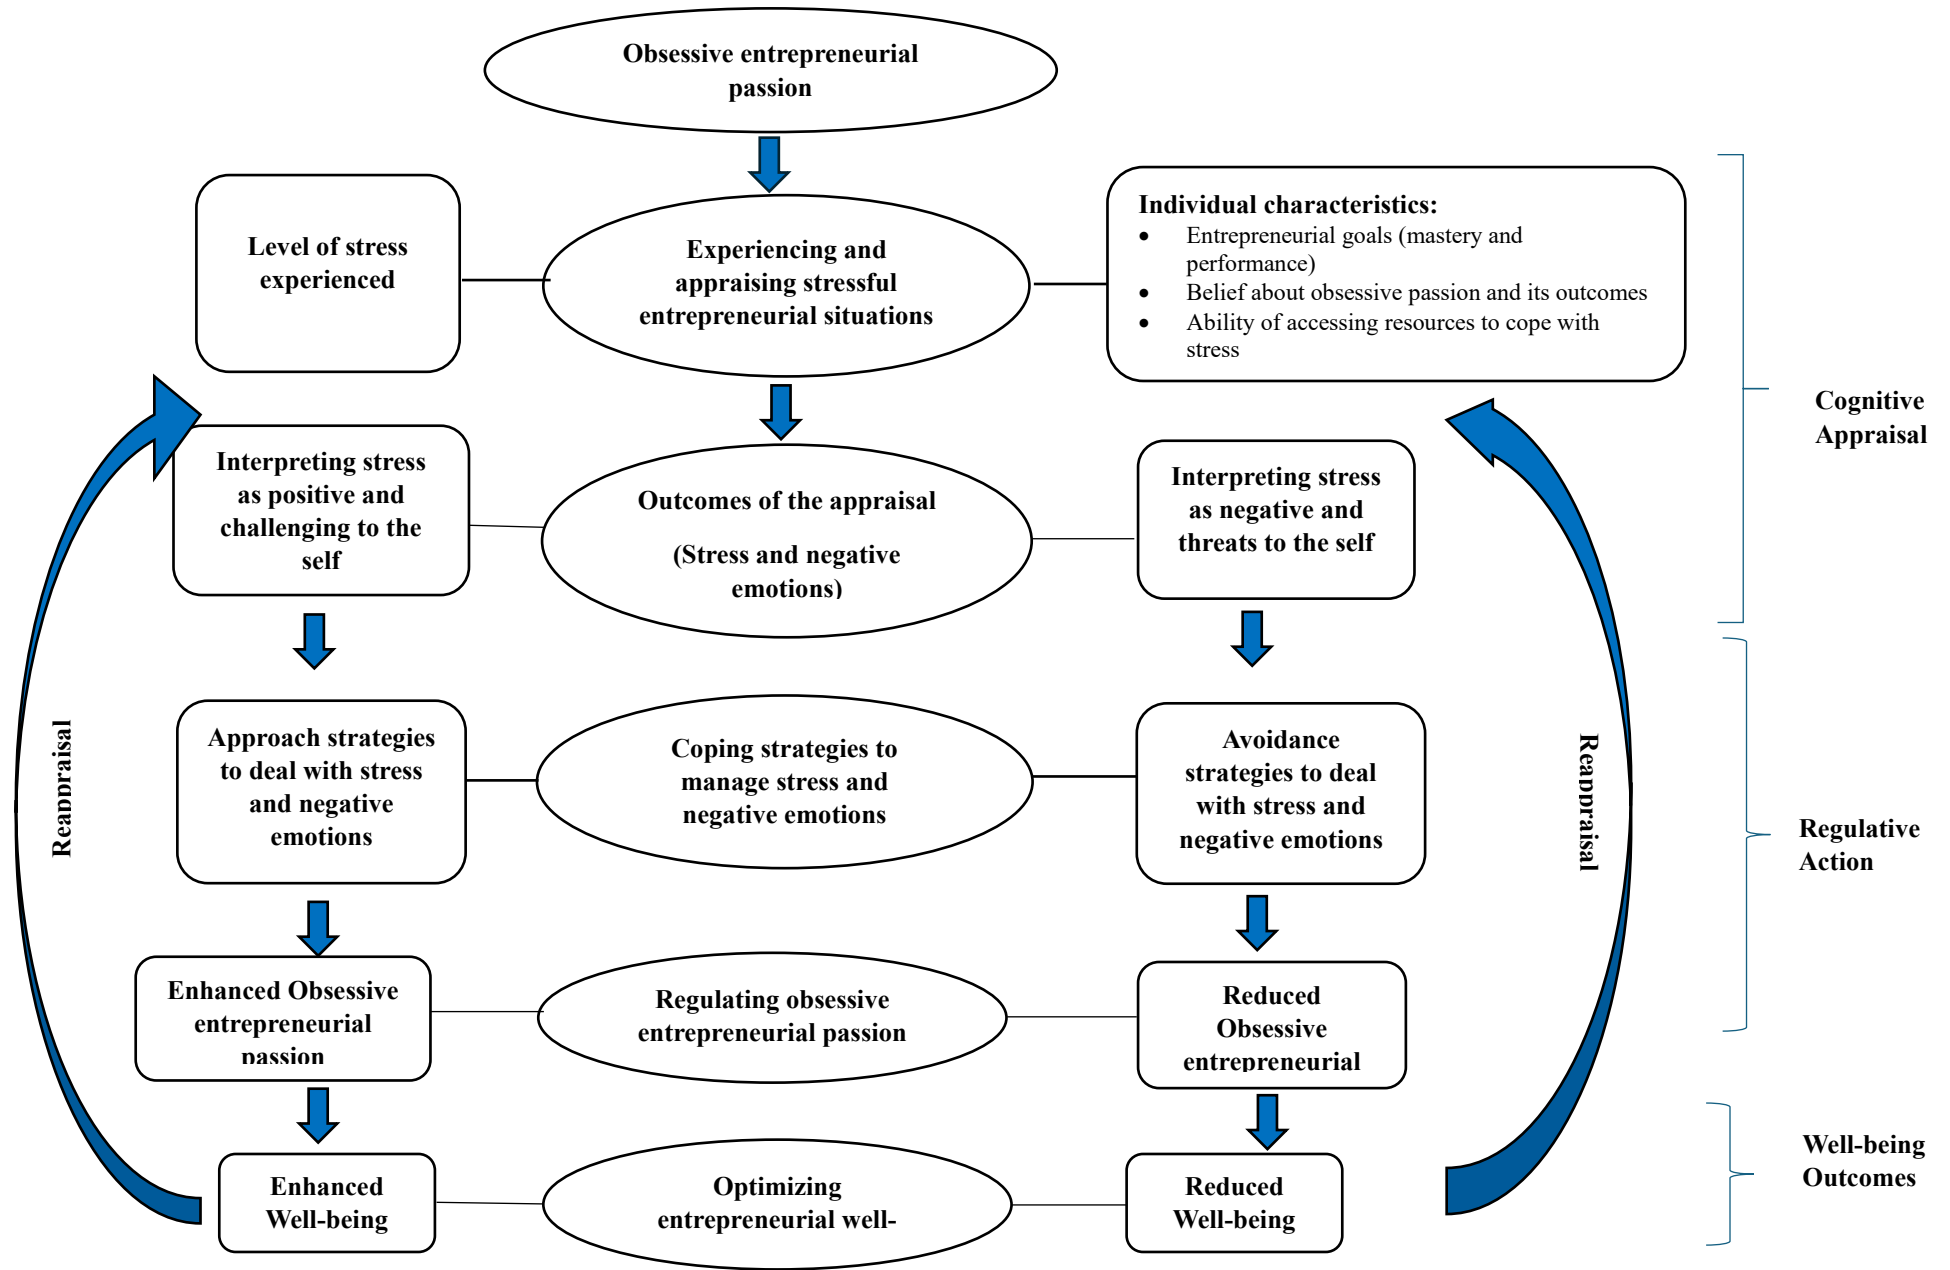 Obsessive entrepreneurial
passion
Level of stress
experienced
Experiencing and
appraising stressful
entrepreneurial situations
Individual characteristics:
• Entrepreneurial goals (mastery and
performance)
• Belief about obsessive passion and its outcomes
• Ability of accessing resources to cope with
stress
Cognitive
Appraisal
Interpreting stress
as positive and
challenging to the
self
Outcomes of the appraisal
(Stress and negative
emotions)
Interpreting stress
as negative and
threats to the self
Reappraisal
Approach strategies
to deal with stress
and negative
emotions
Coping strategies to
manage stress and
negative emotions
Avoidance
strategies to deal
with stress and
negative emotions
Reappraisal
Regulative
Action
Enhanced Obsessive
entrepreneurial
passion
Regulating obsessive
entrepreneurial passion
Reduced
Obsessive
entrepreneurial
Enhanced
Well-being
Optimizing
entrepreneurial well-
Reduced
Well-being
Well-being
Outcomes